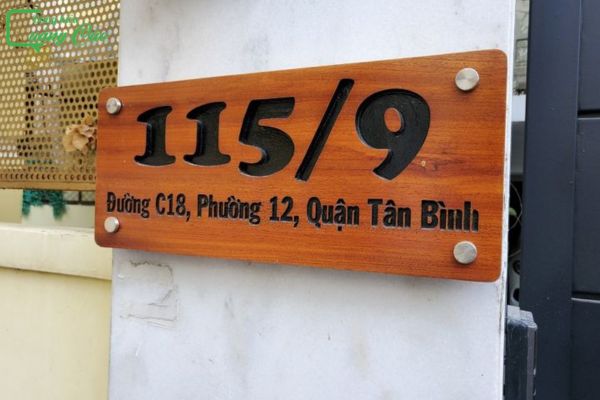 115/9
Đường C18, Phường 12, Quận Tân Bình